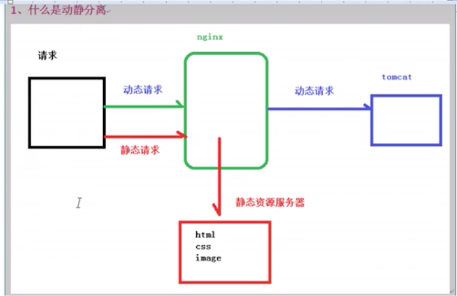 1、什么是动静分离
nginx
请求
tomcat
动态请求
动态请求
静态请求
静态资源服务器
html
css
image